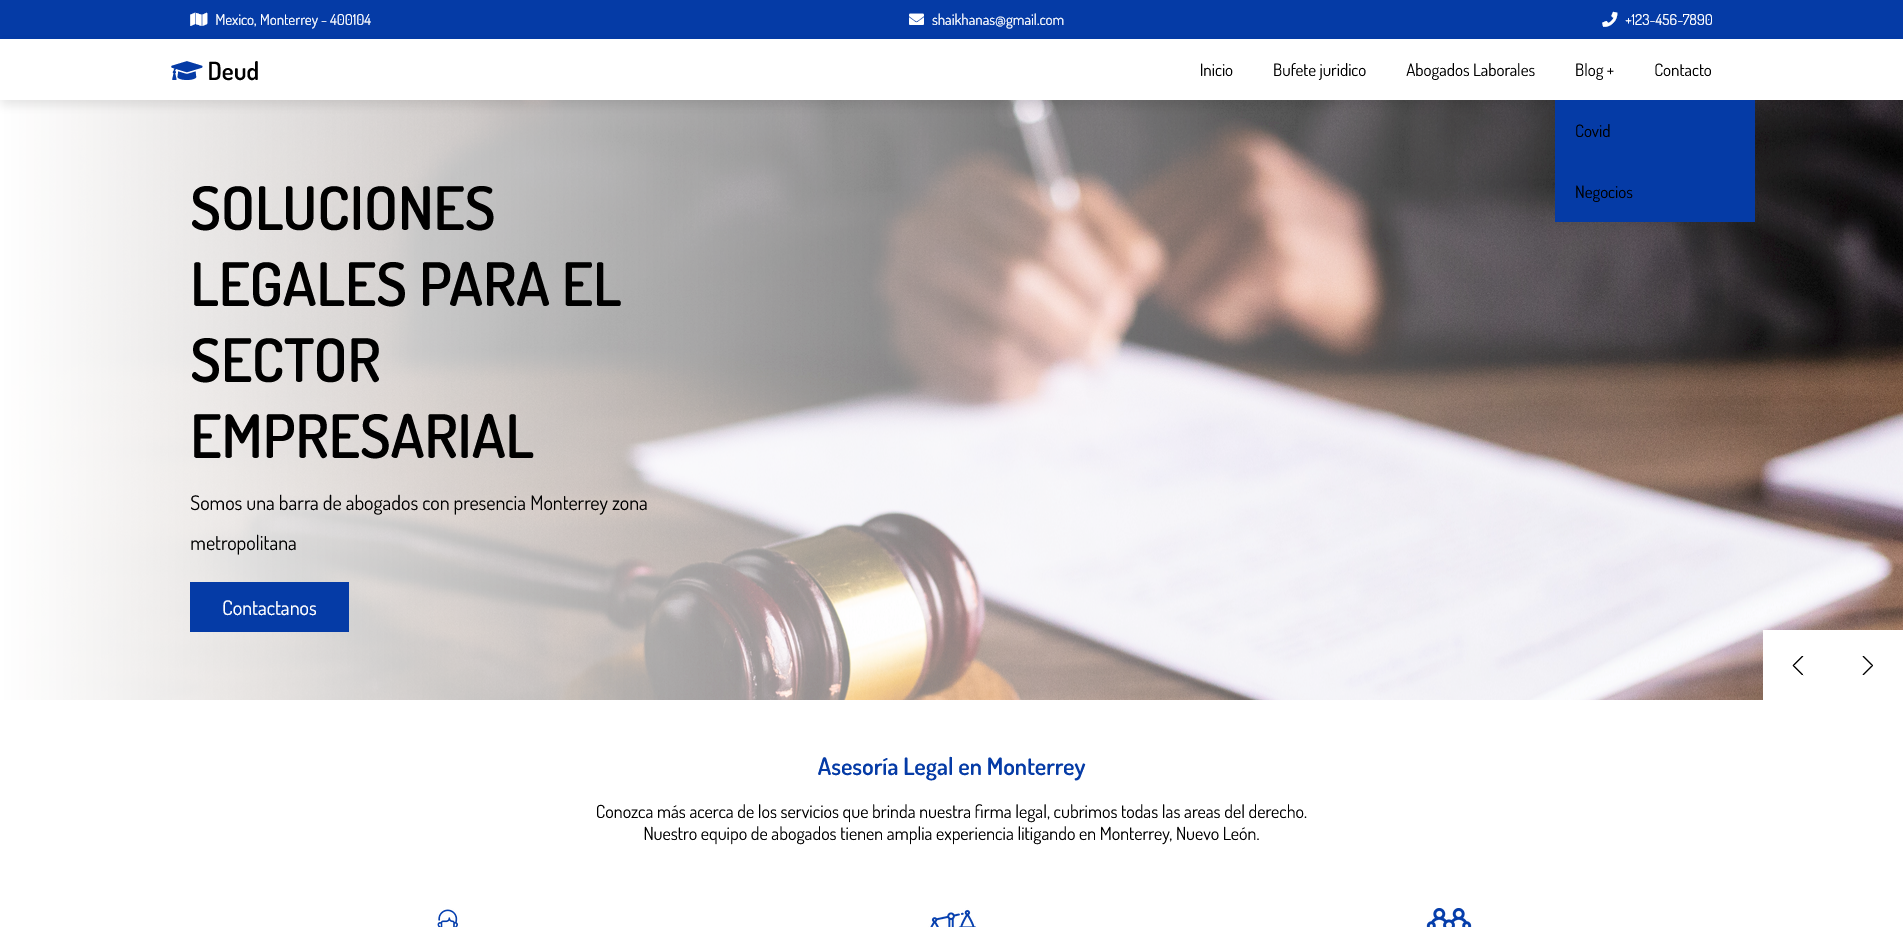 Mexico, Monterrey - 400104
shaikhanas@gmail.com
+123-456-7890
Deud
Inicio
Bufete juridico
Abogados Laborales
Blog +
Contacto
Covid
Negocios
SOLUCIONES
LEGALES PARA EL
SECTOR
EMPRESARIAL
Somos una barra de abogados con presencia Monterrey zona
metropolitana
Contactanos
Asesoría Legal en Monterrey
Conozca más acerca de los servicios que brinda nuestra firma legal, cubrimos todas las areas del derecho.
Nuestro equipo de abogados tienen amplia experiencia litigando en Monterrey, Nuevo León.